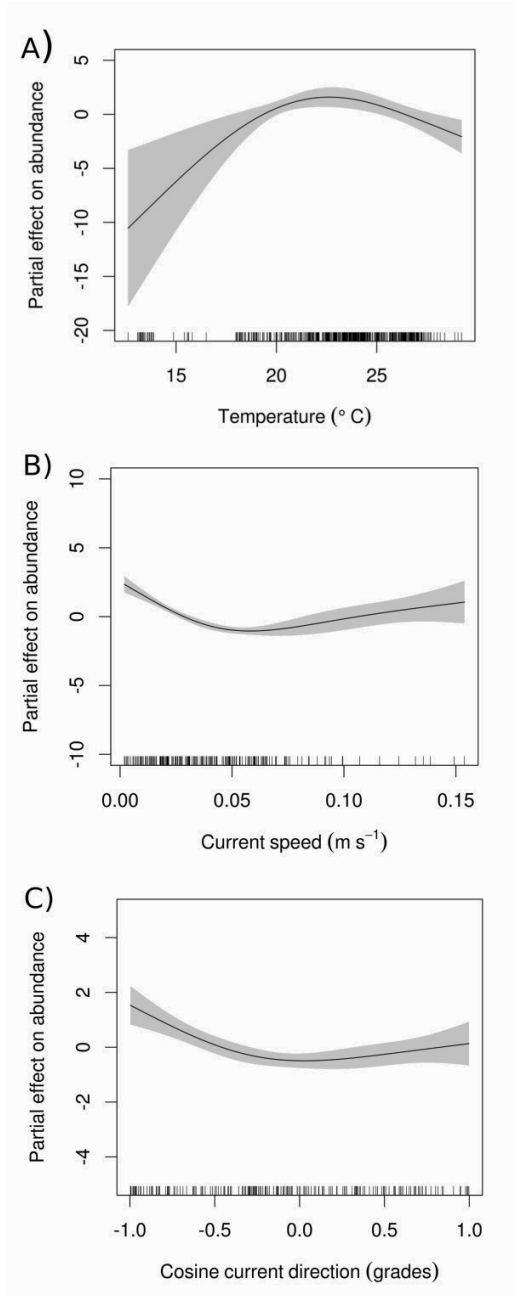 A)
Partial effect on abundance
5
0
-5
-10
-15
-20
15 20 25
Temperature (° C)
B)
Partial effect on abundance
10
5
0
-5
-10
0.00 0.05 0.10 0.15
Current speed (m s⁻¹)
C)
Partial effect on abundance
4
2
0
-2
-4
-1.0 -0.5 0.0 0.5 1.0
Cosine current direction (grades)